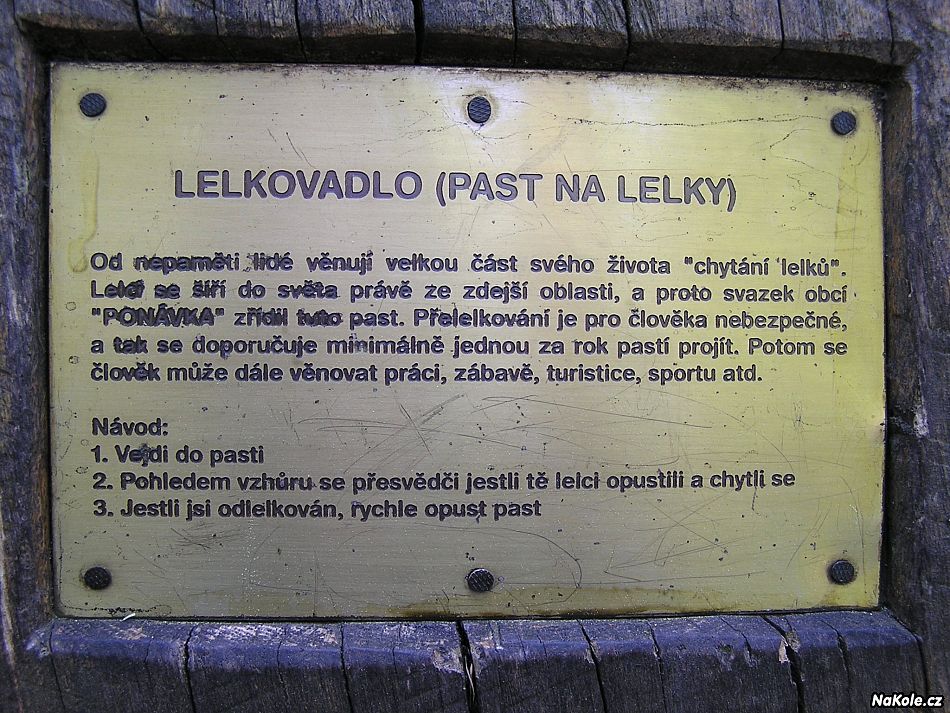 LELKOVADLO (PAST NA LELKY)
Od nepaměti lidé věnují velkou část svého života "chytání lelků".
Lelci se šíří do světa právě ze zdejší oblasti, a proto svazek obcí
"PONÁVKA" zřídil tuto past. Přelelkování je pro člověka nebezpečné,
a tak se doporučuje minimálně jednou za rok pastí projít. Potom se
člověk může dále věnovat práci, zábavě, turistice, sportu atd.
Návod:
1. Vejdi do pasti
2. Pohledem vzhůru se přesvědči jestli tě lelci opustili a chytli se
3. Jestli jsi odlelkován, rychle opust past
NaKole.cz